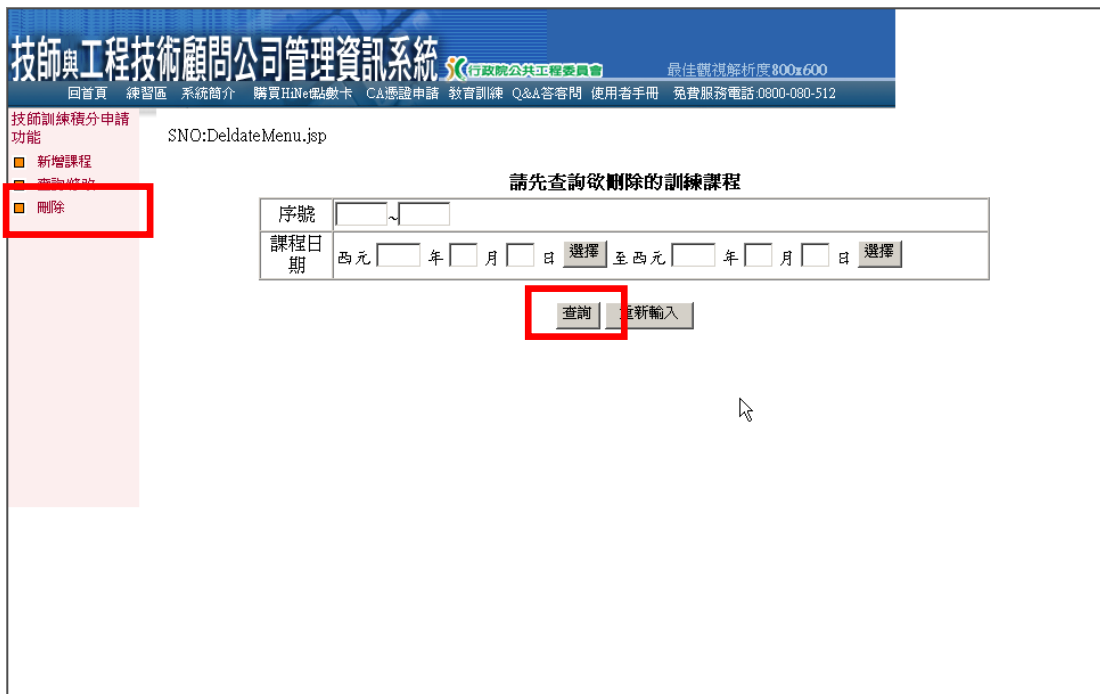 技師與工程技術顧問公司管理資訊系統 行政院公共工程委員會 最佳觀視解析度800x600
回首頁 練習區 系統簡介 購買HiNet點數卡 CA憑證申請 教育訓練 Q&A答客問 使用者手冊 免費服務電話:0800-080-512
技師訓練積分申請
功能
新增課程
查詢/修改
刪除
SNO:DeldateMenu.jsp
請先查詢欲刪除的訓練課程
序號 ~
課程日
期
西元 年 月 日 選擇 至西元 年 月 日 選擇
查詢 重新輸入